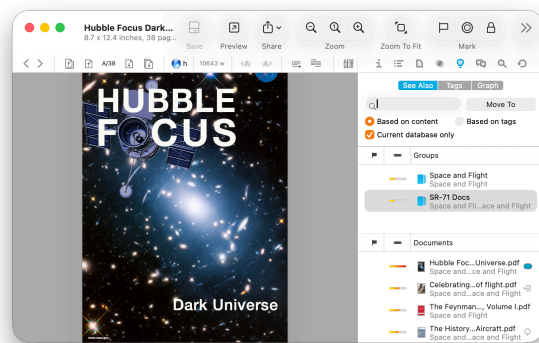 Hubble Focus Dark...
8.7 x 12.4 inches, 38 pag...
Save
Preview
Share
Zoom
Zoom To Fit
Mark
A/38
h
10643 w
See Also
Tags
Graph
Move To
Based on content
Based on tags
Current database only
Groups
Space and Flight
Space and Flight
SR-71 Docs
Space and Fli...ace and Flight
Documents
Hubble Foc...Universe.pdf
Space and...ce and Flight
Celebrating...of flight.pdf
Space and...ace and Flight
The Feynman..., Volume I.pdf
Space and...ace and Flight
The History...Aircraft.pdf
Space and...ace and Flight
HUBBLE
FOCUS
Dark Universe